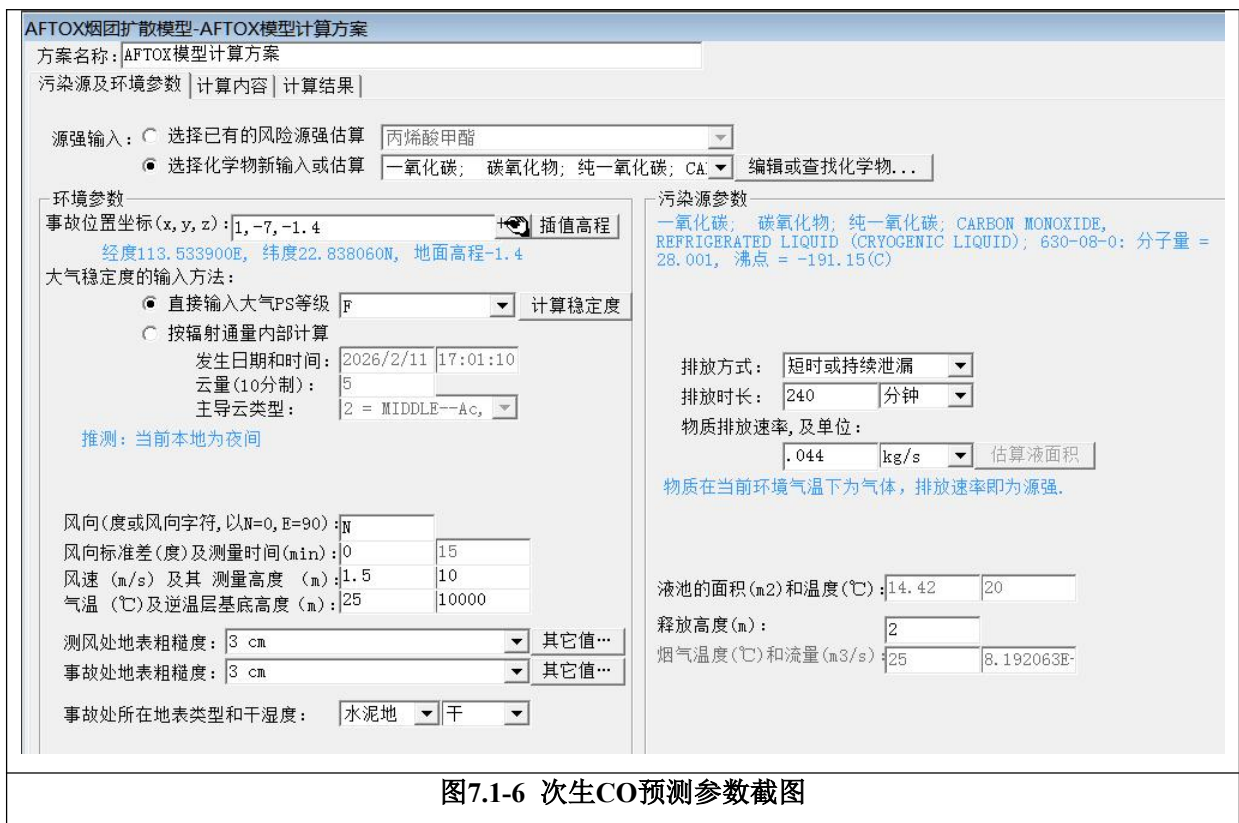 AFTOX烟团扩散模型-AFTOX模型计算方案
方案名称:AFTOX模型计算方案
污染源及环境参数 计算内容 计算结果
源强输入: 选择已有的风险源强估算 丙烯酸甲酯
选择化学物新输入或估算 一氧化碳; 碳氧化物; 纯一氧化碳; CA 编辑或查找化学物...
环境参数
事故位置坐标(x,y,z):1,-7,-1.4 插值高程
经度113.533900E, 纬度22.838060N, 地面高程-1.4
大气稳定度的输入方法:
直接输入大气PS等级 F 计算稳定度
按辐射通量内部计算
发生日期和时间: 2026/2/11 17:01:10
云量(10分制): 5
主导云类型: 2 = MIDDLE--Ac,
推测: 当前本地为夜间
风向(度或风向字符,以N=0,E=90):N
风向标准差(度)及测量时间(min):0 15
风速 (m/s) 及其 测量高度 (m):1.5 10
气温 (℃)及逆温层基底高度 (m):25 10000
测风处地表粗糙度: 3 cm 其它值…
事故处地表粗糙度: 3 cm 其它值…
事故处所在地表类型和干湿度: 水泥地 干
污染源参数
一氧化碳; 碳氧化物; 纯一氧化碳; CARBON MONOXIDE,
REFRIGERATED LIQUID (CRYOGENIC LIQUID); 630-08-0: 分子量 =
28.001, 沸点 = -191.15(C)
排放方式: 短时或持续泄漏
排放时长: 240 分钟
物质排放速率,及单位:
.044 kg/s 估算液面积
物质在当前环境气温下为气体, 排放速率即为源强.
液池的面积(m2)和温度(℃):14.42 20
释放高度(m): 2
烟气温度(℃)和流量(m3/s):25 8.192063E-
图7.1-6 次生CO预测参数截图